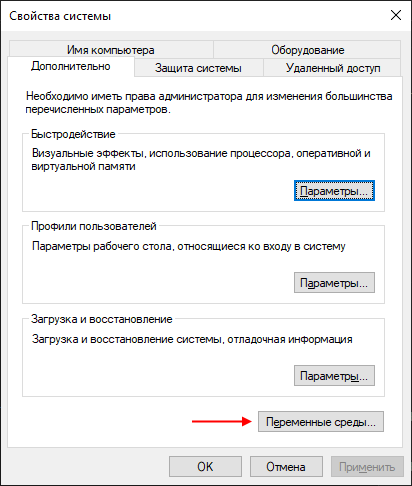 Свойства системы
Имя компьютера
Оборудование
Дополнительно
Защита системы
Удаленный доступ
Необходимо иметь права администратора для изменения большинства
перечисленных параметров.
Быстродействие
Визуальные эффекты, использование процессора, оперативной и
виртуальной памяти
Параметры...
Профили пользователей
Параметры рабочего стола, относящиеся ко входу в систему
Параметры...
Загрузка и восстановление
Загрузка и восстановление системы, отладочная информация
Параметры...
Переменные среды...
ОК
Отмена
Применить